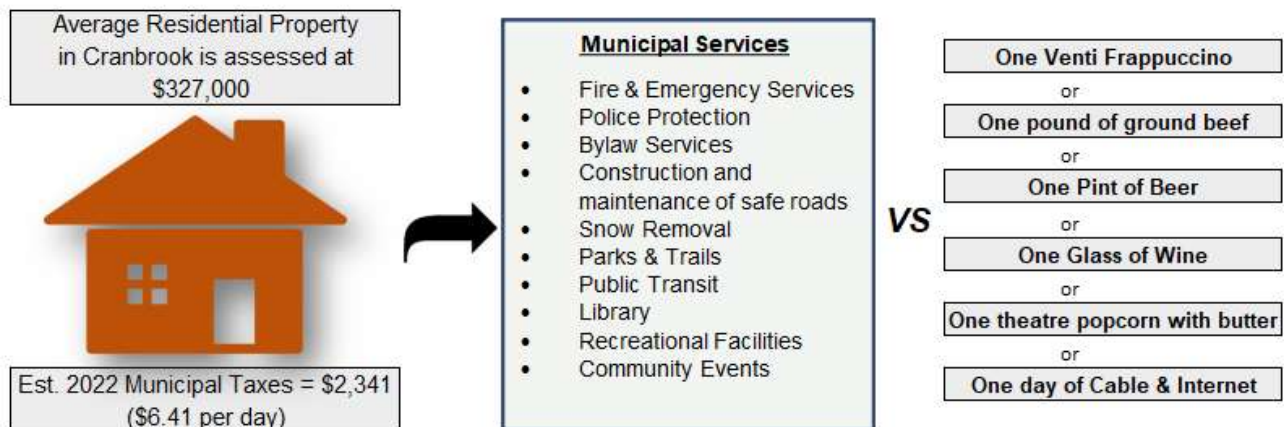 Average Residential Property
in Cranbrook is assessed at
$327,000
Est. 2022 Municipal Taxes = $2,341
($6.41 per day)
Municipal Services
• Fire & Emergency Services
• Police Protection
• Bylaw Services
• Construction and
maintenance of safe roads
• Snow Removal
• Parks & Trails
• Public Transit
• Library
• Recreational Facilities
• Community Events
VS
One Venti Frappuccino
or
One pound of ground beef
or
One Pint of Beer
or
One Glass of Wine
or
One theatre popcorn with butter
or
One day of Cable & Internet